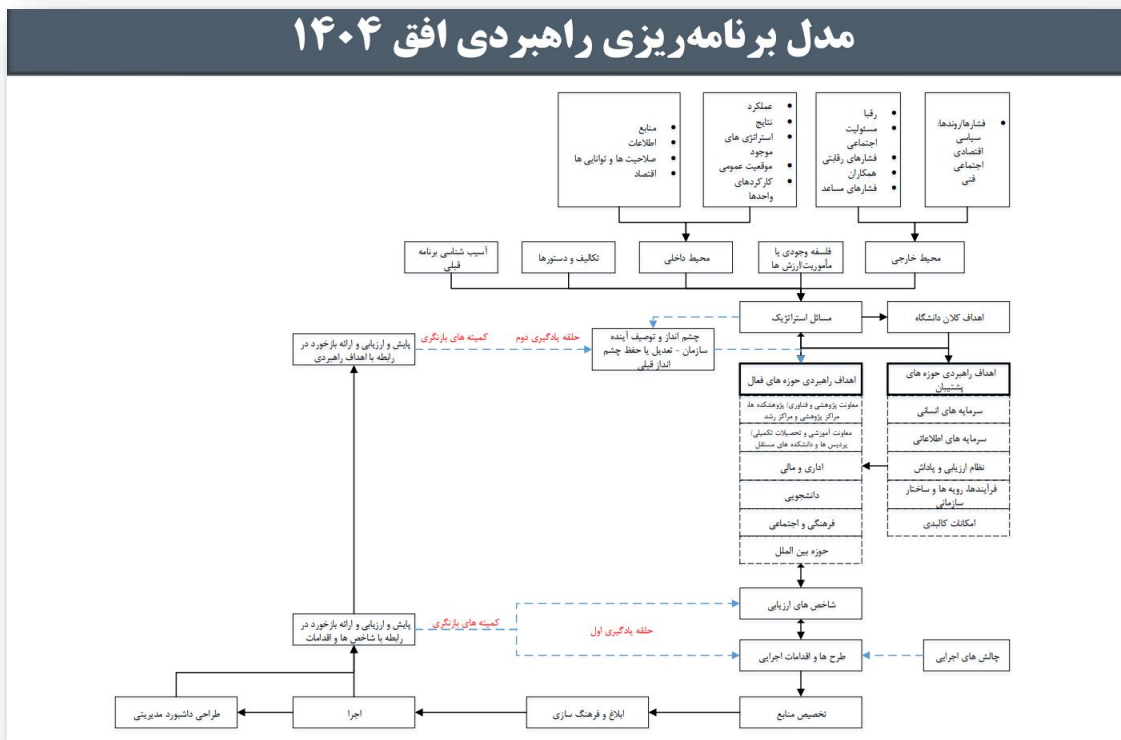 مدل برنامه‌ریزی راهبردی افق ۱۴۰۴
فشارها/روندها:
سیاسی
اقتصادی
اجتماعی
فنی
رقبا
مسئولیت
اجتماعی
فشارهای رقابتی
همکاران
فشارهای مساعد
عملکرد
نتایج
استراتژی های
موجود
موقعیت عمومی
کارکردهای
واحدها
منابع
اطلاعات
صلاحیت ها و توانایی ها
اقتصاد
محیط خارجی
فلسفه وجودی یا
مأموریت/ارزش ها
محیط داخلی
تکالیف و دستورها
آسیب شناسی برنامه
قبلی
اهداف کلان دانشگاه
مسائل استراتژیک
چشم انداز و توصیف آینده
سازمان - تعدیل یا حفظ چشم
انداز قبلی
حلقه یادگیری دوم
کمیته های بازنگری
پایش و ارزیابی و ارائه بازخورد در
رابطه با اهداف راهبردی
اهداف راهبردی حوزه های
پشتیبان
سرمایه های انسانی
سرمایه های اطلاعاتی
نظام ارزیابی و پاداش
فرآیندها، رویه ها و ساختار
سازمانی
امکانات کالبدی
اهداف راهبردی حوزه های فعال
معاونت پژوهشی و فناوری/ پژوهشکده ها،
مراکز پژوهشی و مراکز رشد
معاونت آموزشی و تحصیلات تکمیلی/
پردیس ها و دانشکده های مستقل
اداری و مالی
دانشجویی
فرهنگی و اجتماعی
حوزه بین الملل
شاخص های ارزیابی
کمیته های بازنگری
حلقه یادگیری اول
پایش و ارزیابی و ارائه بازخورد در
رابطه با شاخص ها و اقدامات
چالش های اجرایی
طرح ها و اقدامات اجرایی
تخصیص منابع
ابلاغ و فرهنگ سازی
اجرا
طراحی داشبورد مدیریتی